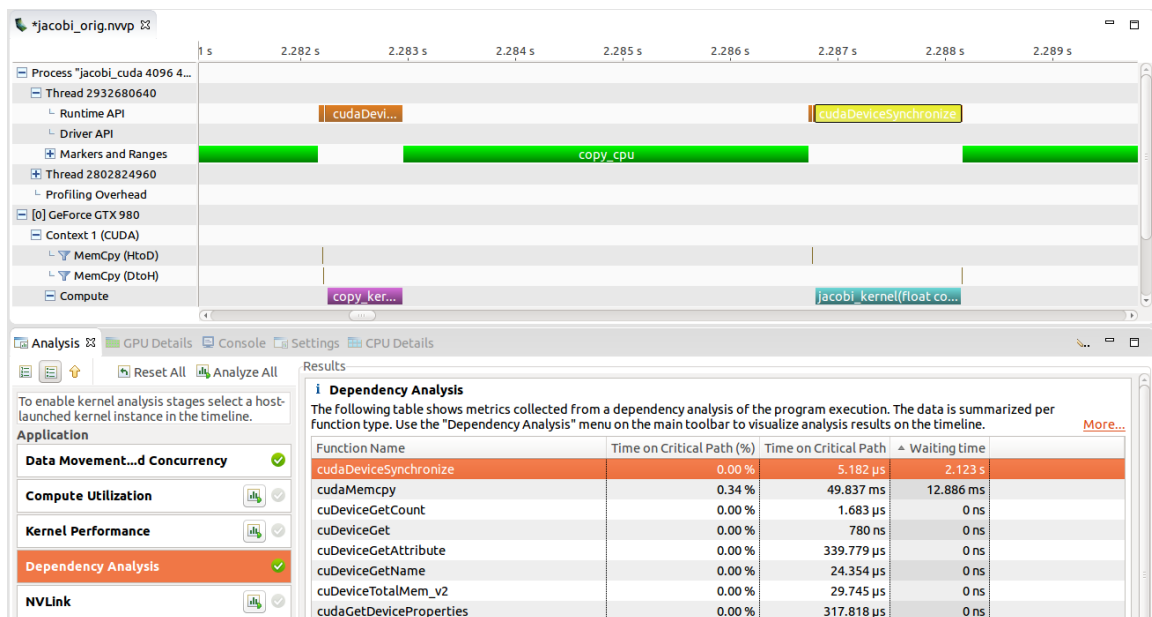 *jacobi_orig.nvvp
1 s 2.282 s 2.283 s 2.284 s 2.285 s 2.286 s 2.287 s 2.288 s 2.289 s
Process "jacobi_cuda 4096 4...
Thread 2932680640
Runtime API cudaDevi... cudaDeviceSynchronize
Driver API
Markers and Ranges copy_cpu
Thread 2802824960
Profiling Overhead
[0] GeForce GTX 980
Context 1 (CUDA)
MemCpy (HtoD)
MemCpy (DtoH)
Compute copy_ker... jacobi_kernel(float co...
Analysis GPU Details Console Settings CPU Details
Reset All Analyze All
To enable kernel analysis stages select a host-
launched kernel instance in the timeline.
Application
Data Movement...d Concurrency
Compute Utilization
Kernel Performance
Dependency Analysis
NVLink
Results
i Dependency Analysis
The following table shows metrics collected from a dependency analysis of the program execution. The data is summarized per
function type. Use the "Dependency Analysis" menu on the main toolbar to visualize analysis results on the timeline. More...
Function Name Time on Critical Path (%) Time on Critical Path Waiting time
cudaDeviceSynchronize 0.00 % 5.182 µs 2.123 s
cudaMemcpy 0.34 % 49.837 ms 12.886 ms
cuDeviceGetCount 0.00 % 1.683 µs 0 ns
cuDeviceGet 0.00 % 780 ns 0 ns
cuDeviceGetAttribute 0.00 % 339.779 µs 0 ns
cuDeviceGetName 0.00 % 24.354 µs 0 ns
cuDeviceTotalMem_v2 0.00 % 29.745 µs 0 ns
cudaGetDeviceProperties 0.00 % 317.818 µs 0 ns